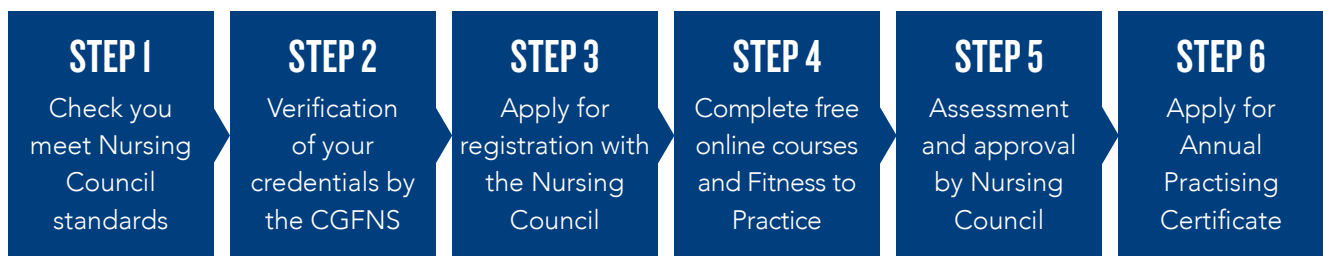 STEP 1
Check you
meet Nursing
Council
standards
STEP 2
Verification
of your
credentials by
the CGFNS
STEP 3
Apply for
registration with
the Nursing
Council
STEP 4
Complete free
online courses
and Fitness to
Practice
STEP 5
Assessment
and approval
by Nursing
Council
STEP 6
Apply for
Annual
Practising
Certificate